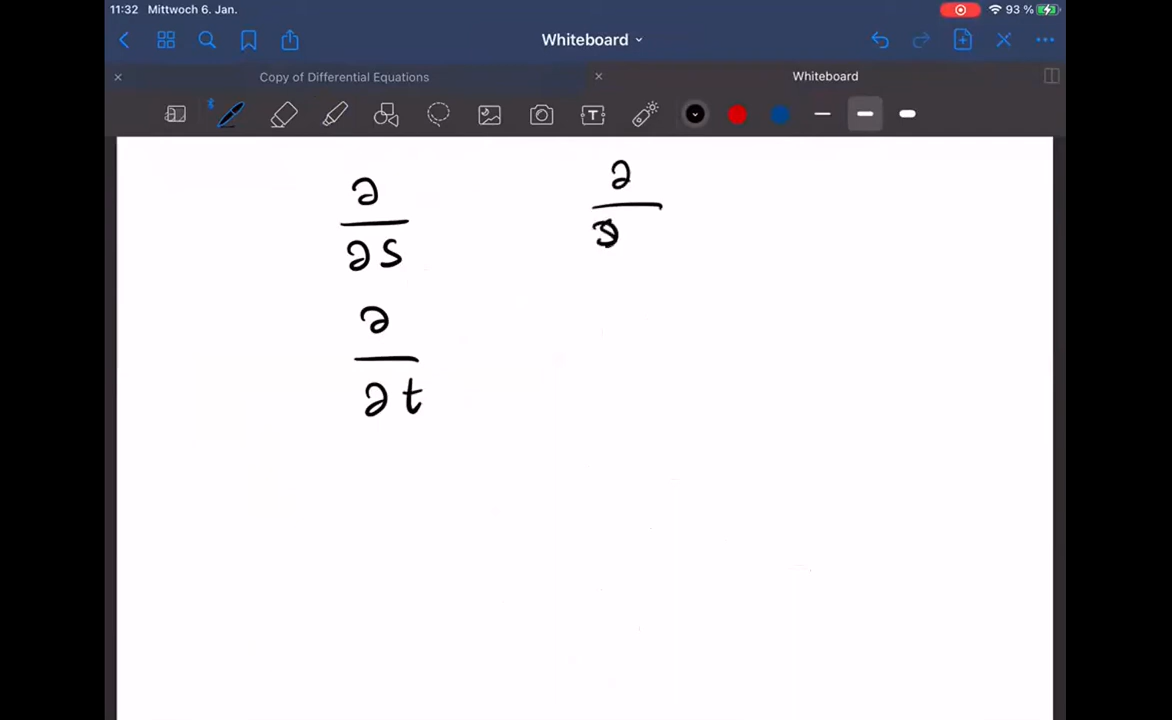 11:32 Mittwoch 6. Jan. 93 %
Whiteboard
Copy of Differential Equations
Whiteboard
T
∂
∂s
∂
∂t
∂